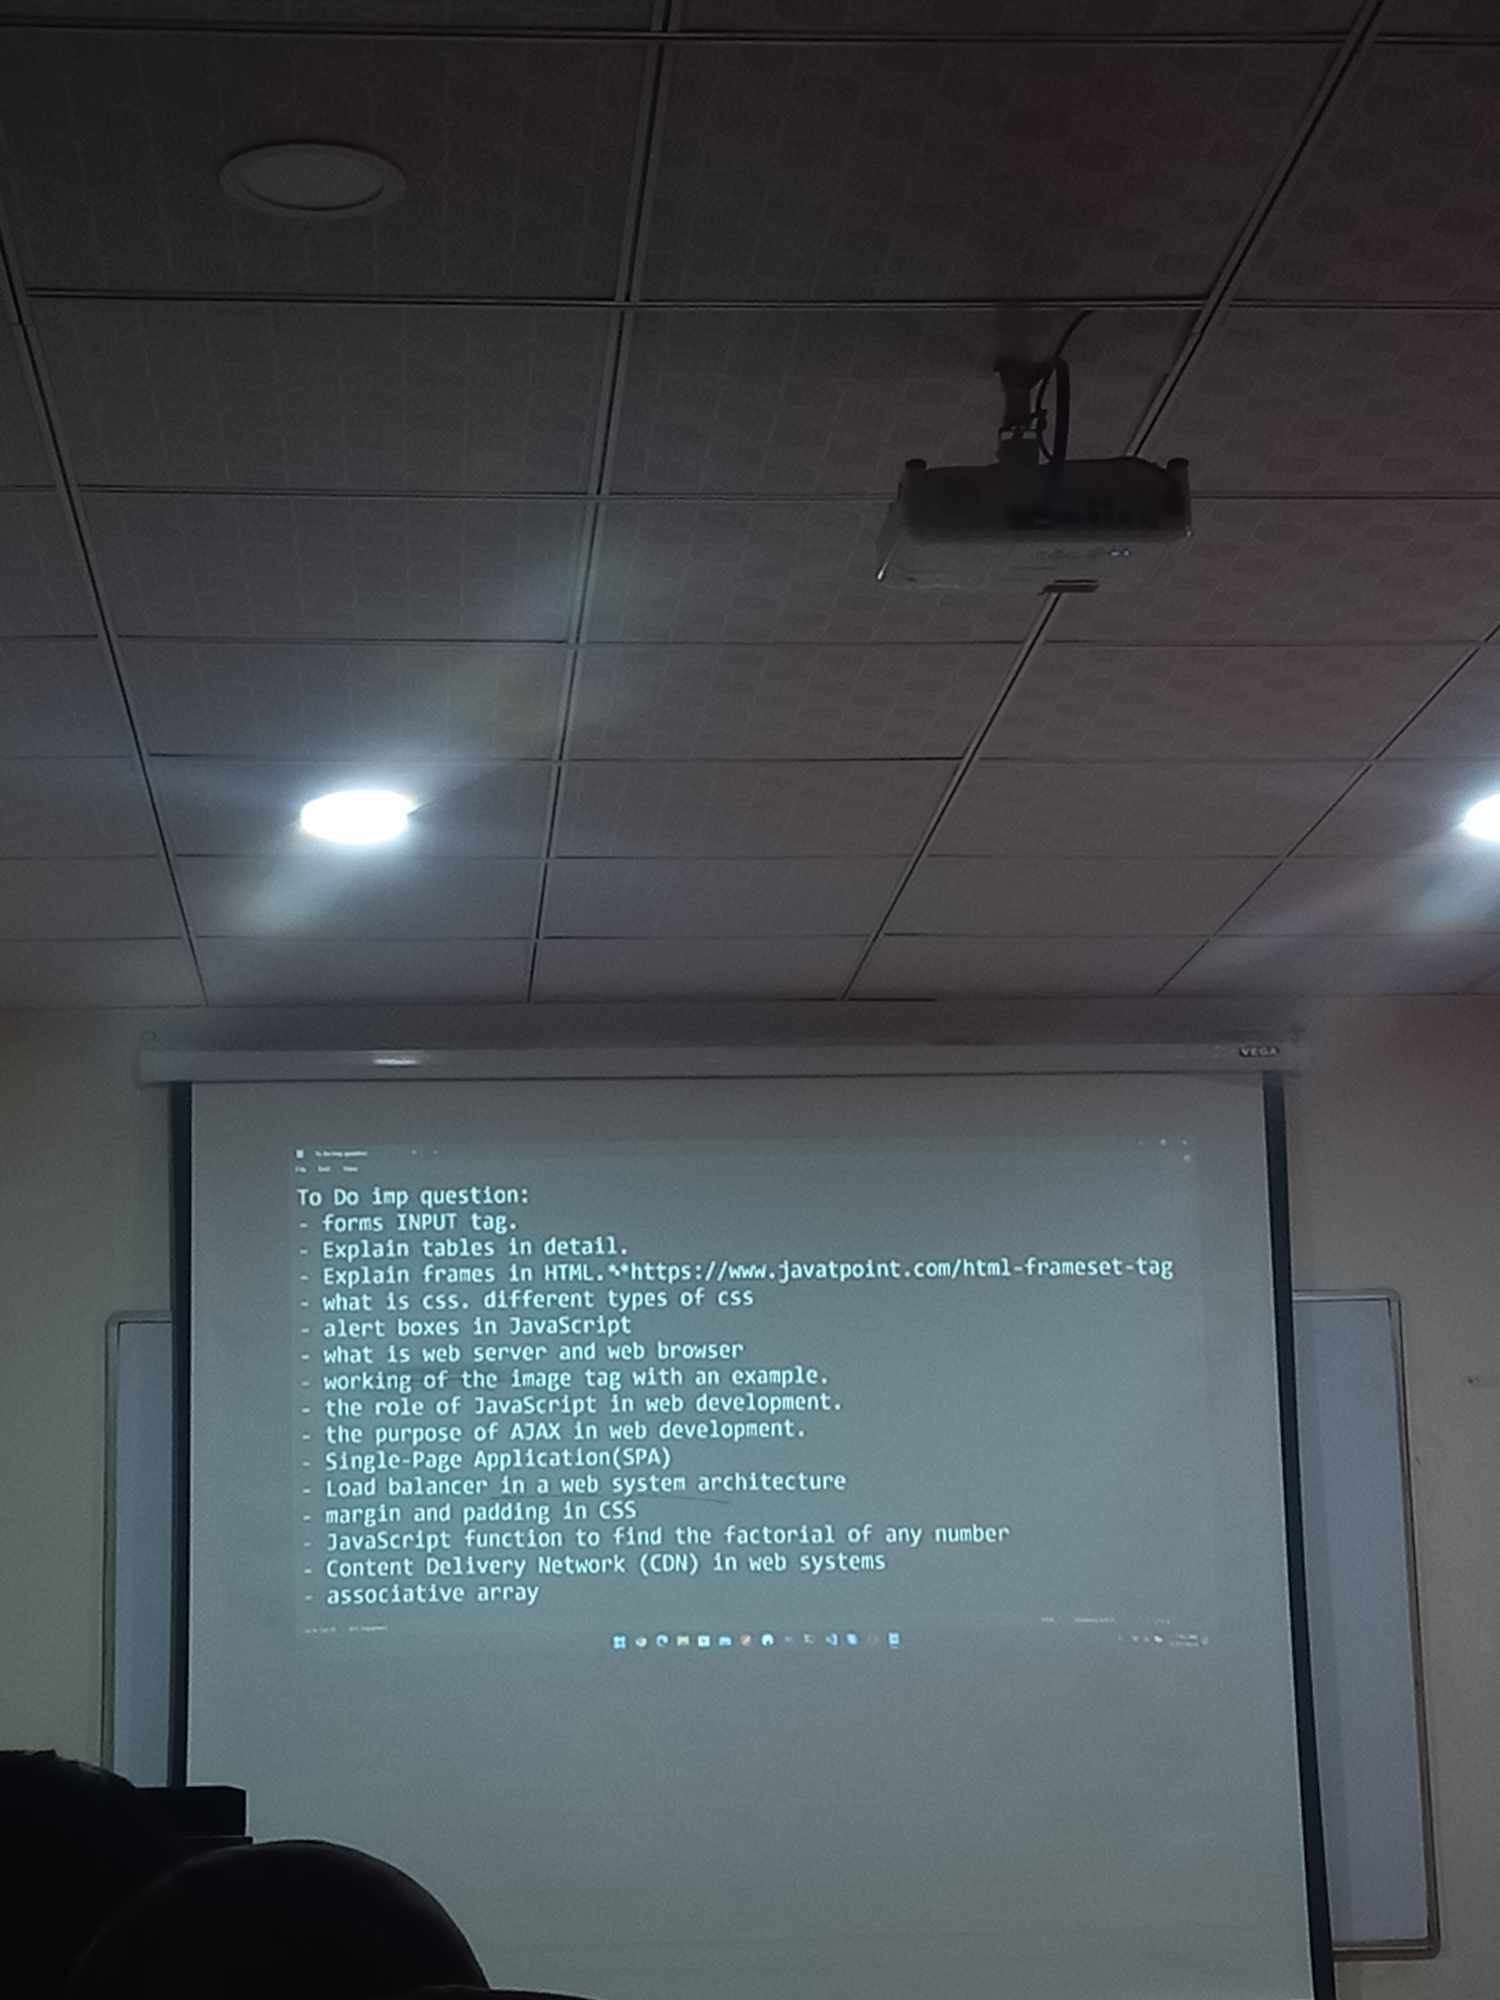 VEGA
To Do imp question
File Edit View
To Do imp question:
- forms INPUT tag.
- Explain tables in detail.
- Explain frames in HTML.**https://www.javatpoint.com/html-frameset-tag
- what is css. different types of css
- alert boxes in JavaScript
- what is web server and web browser
- working of the image tag with an example.
- the role of JavaScript in web development.
- the purpose of AJAX in web development.
- Single-Page Application(SPA)
- Load balancer in a web system architecture
- margin and padding in CSS
- JavaScript function to find the factorial of any number
- Content Delivery Network (CDN) in web systems
- associative array